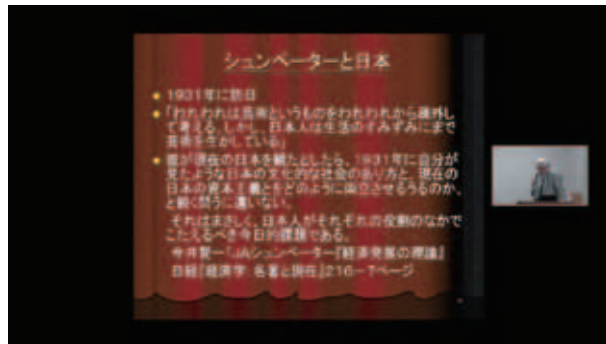 シュンペーターと日本
1931年に訪日
「われわれは芸術というものをわれわれから疎外し
て考える。しかし、日本人は生活のすみずみにまで
芸術を生かしている」
彼が現在の日本を観たとしたら、1931年に自分が
見たような日本の文化的な社会のあり方と、現在の
日本の資本主義とをどのように両立させうるのか、
と鋭く問うに違いない。
それはまさしく、日本人がそれぞれの役割のなかで
こたえるべき今日的課題である。
今井賢一「J.Aシュンペーター『経済発展の理論』
日経『経済学 名著と現在』216-7ページ